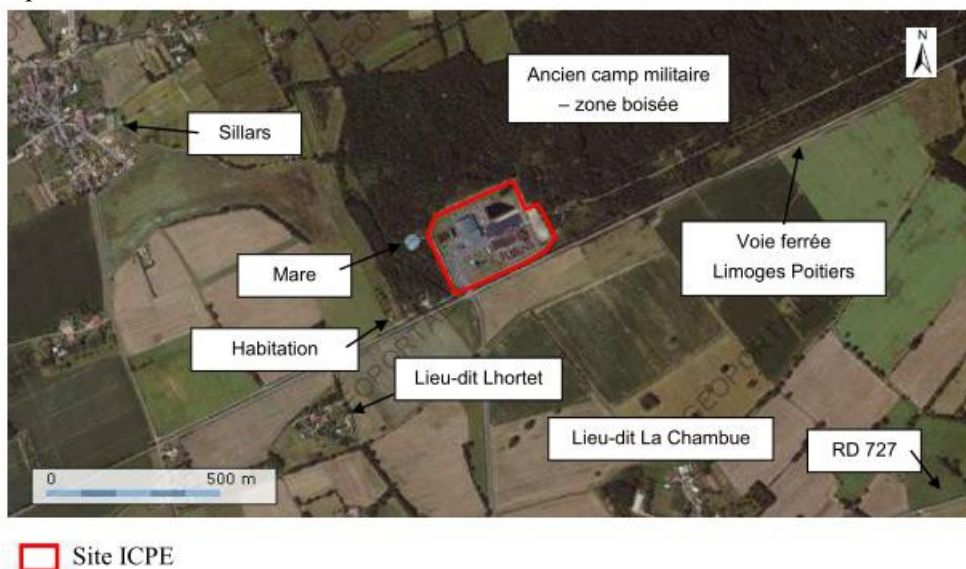 N
Ancien camp militaire
– zone boisée
Sillars
Voie ferrée
Limoges Poitiers
Mare
Habitation
Lieu-dit Lhortet
Lieu-dit La Chambue
RD 727
0 500 m
Site ICPE